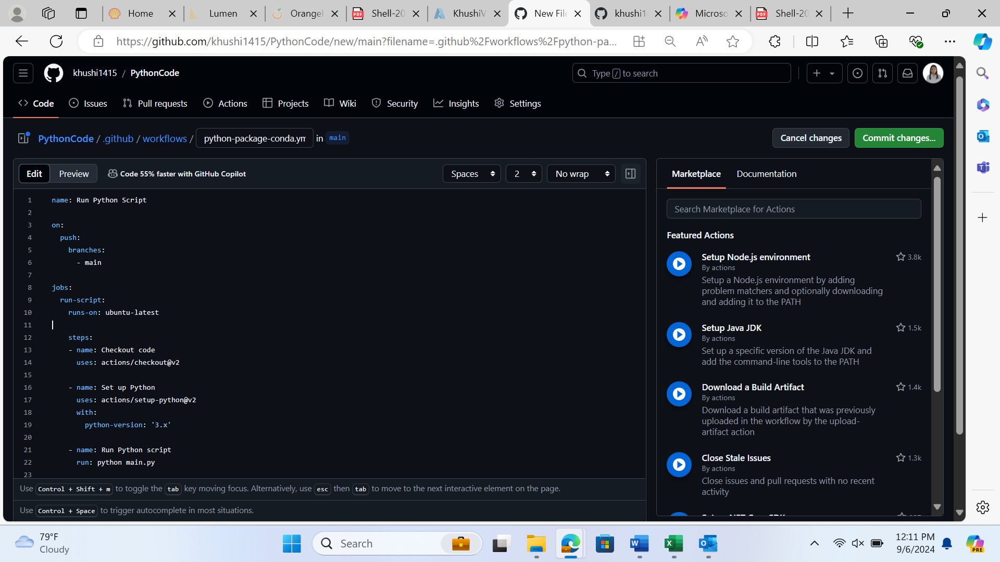 Home
Lumen
OrangeH
Shell-20
KhushiV
New File
khushi1
Microso
Shell-20
https://github.com/khushi1415/PythonCode/new/main?filename=.github%2Fworkflows%2Fpython-pa...
khushi1415 / PythonCode
Type / to search
Code
Issues
Pull requests
Actions
Projects
Wiki
Security
Insights
Settings
PythonCode / .github / workflows / python-package-conda.ym in main
Cancel changes
Commit changes...
Edit
Preview
Code 55% faster with GitHub Copilot
Spaces
2
No wrap
1 name: Run Python Script
2
3 on:
4 push:
5 branches:
6 - main
7
8 jobs:
9 run-script:
10 runs-on: ubuntu-latest
11
12 steps:
13 - name: Checkout code
14 uses: actions/checkout@v2
15
16 - name: Set up Python
17 uses: actions/setup-python@v2
18 with:
19 python-version: '3.x'
20
21 - name: Run Python script
22 run: python main.py
23
Use Control + Shift + m to toggle the tab key moving focus. Alternatively, use esc then tab to move to the next interactive element on the page.
Use Control + Space to trigger autocomplete in most situations.
Marketplace
Documentation
Search Marketplace for Actions
Featured Actions
Setup Node.js environment
3.8k
By actions
Setup a Node.js environment by adding
problem matchers and optionally downloading
and adding it to the PATH
Setup Java JDK
1.5k
By actions
Set up a specific version of the Java JDK and
add the command-line tools to the PATH
Download a Build Artifact
1.4k
By actions
Download a build artifact that was previously
uploaded in the workflow by the upload-
artifact action
Close Stale Issues
1.3k
By actions
Close issues and pull requests with no recent
activity
79°F
Cloudy
Search
12:11 PM
9/6/2024
PRE